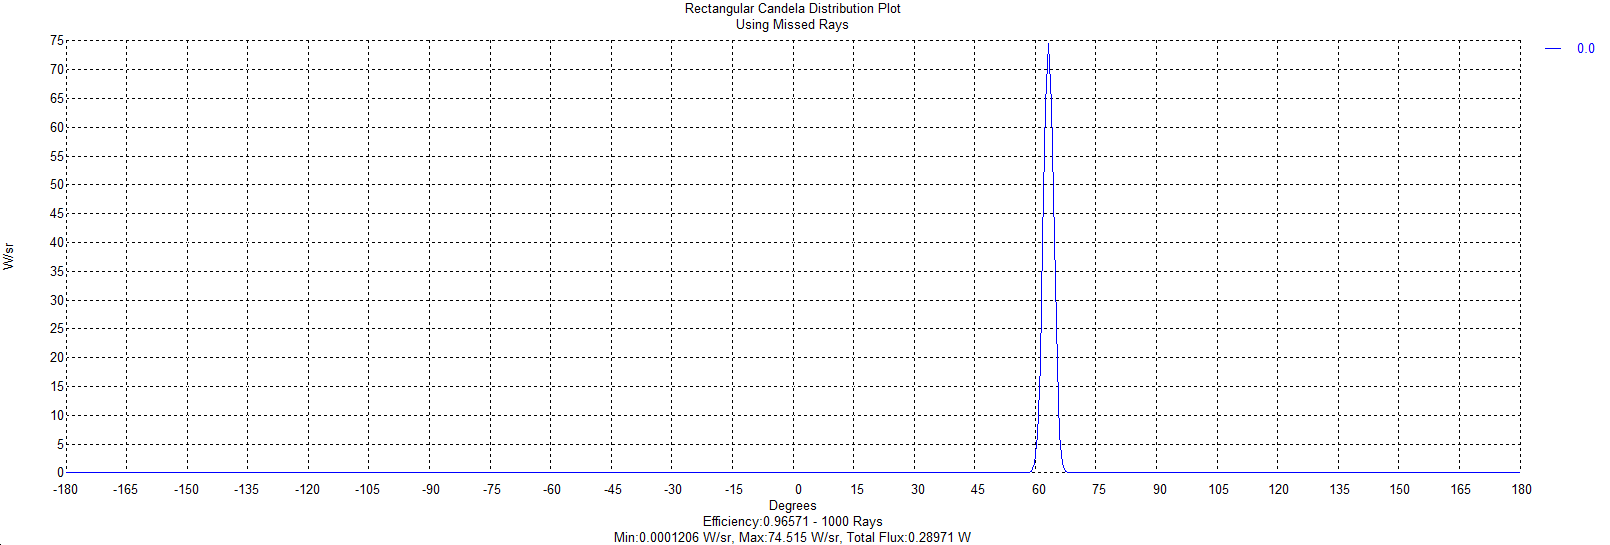 Rectangular Candela Distribution Plot
Using Missed Rays
75
70
65
60
55
50
45
40
35
30
25
20
15
10
5
0
W/sr
0.0
-180 -165 -150 -135 -120 -105 -90 -75 -60 -45 -30 -15 0 15 30 45 60 75 90 105 120 135 150 165 180
Degrees
Efficiency:0.96571 - 1000 Rays
Min:0.0001206 W/sr, Max:74.515 W/sr, Total Flux:0.28971 W